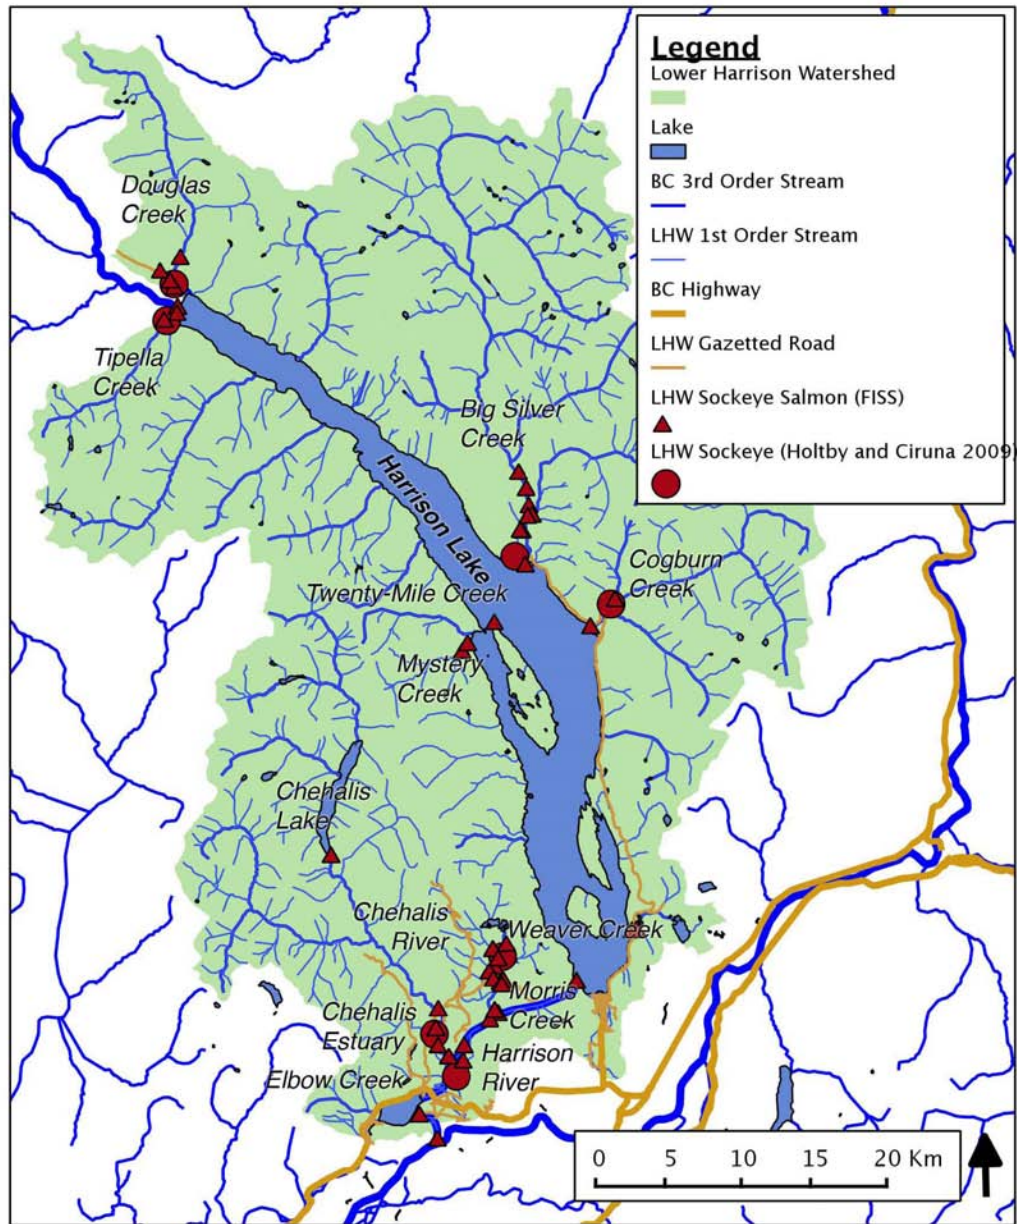 Legend
Lower Harrison Watershed
Lake
BC 3rd Order Stream
LHW 1st Order Stream
BC Highway
LHW Gazetted Road
LHW Sockeye Salmon (FISS)
LHW Sockeye (Holtby and Ciruna 2009)
Douglas
Creek
Tipella
Creek
Big Silver
Creek
Harrison Lake
Cogburn
Creek
Twenty-Mile Creek
Mystery
Creek
Chehalis
Lake
Chehalis
River
Weaver Creek
Morris
Creek
Chehalis
Estuary
Harrison
River
Elbow Creek
0 5 10 15 20 Km